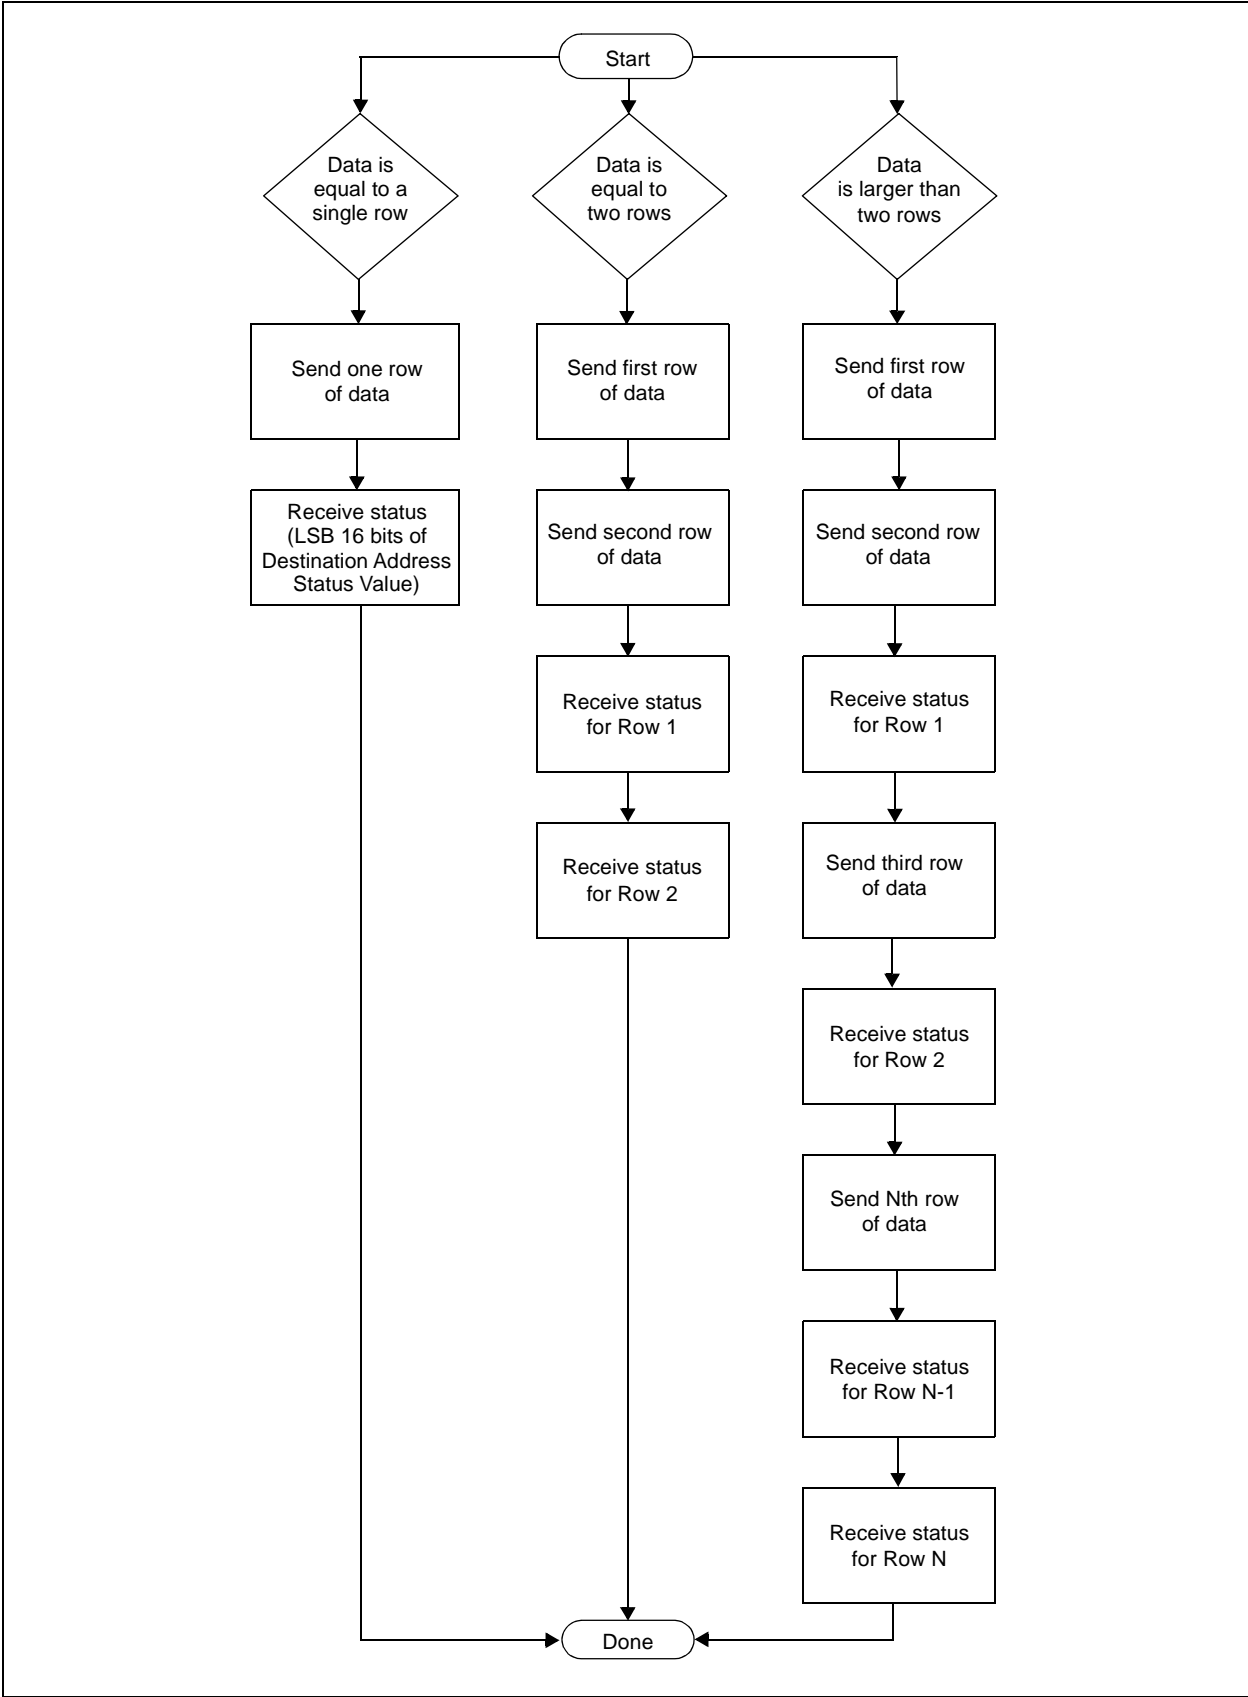 Start
Data is
equal to a
single row
Data is
equal to
two rows
Data
is larger than
two rows
Send one row
of data
Send first row
of data
Send first row
of data
Receive status
(LSB 16 bits of
Destination Address
Status Value)
Send second row
of data
Send second row
of data
Receive status
for Row 1
Receive status
for Row 1
Receive status
for Row 2
Send third row
of data
Receive status
for Row 2
Send Nth row
of data
Receive status
for Row N-1
Receive status
for Row N
Done